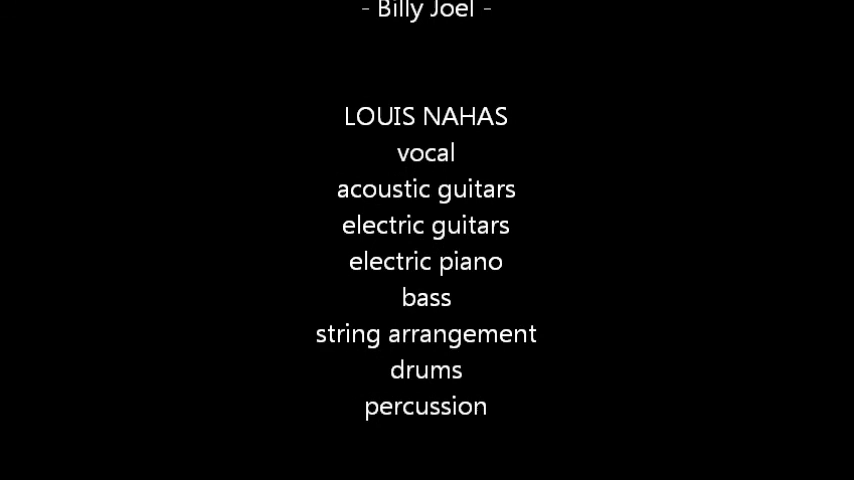 - Billy Joel -
LOUIS NAHAS
vocal
acoustic guitars
electric guitars
electric piano
bass
string arrangement
drums
percussion